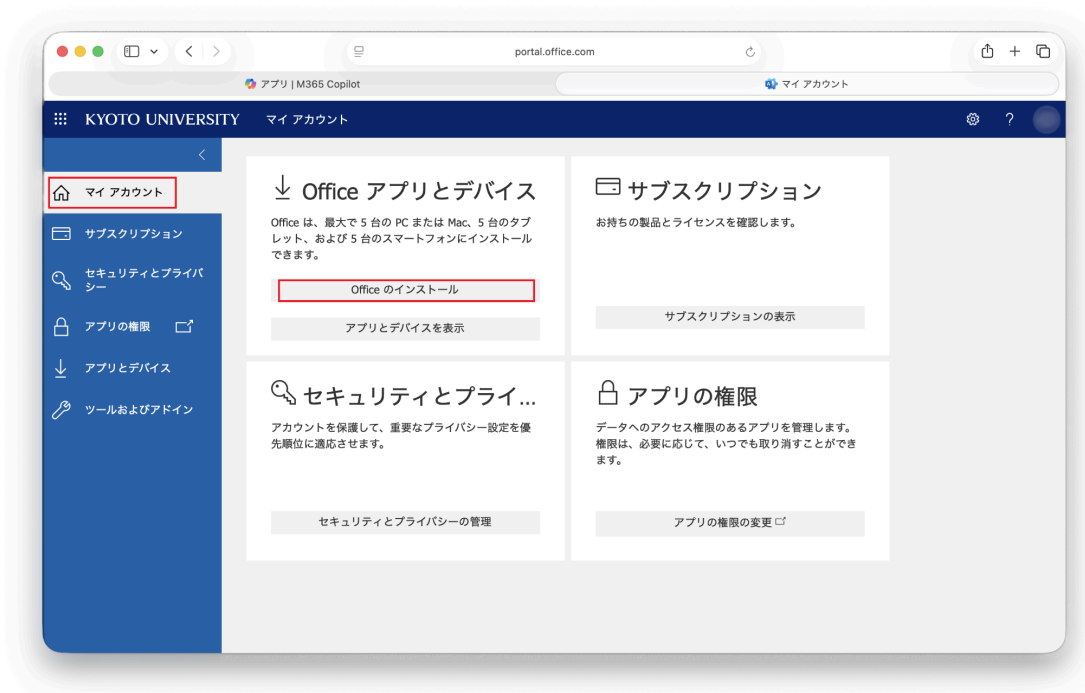 portal.office.com
アプリ | M365 Copilot
マイ アカウント
KYOTO UNIVERSITY
マイ アカウント
?
マイ アカウント
サブスクリプション
セキュリティとプライバ
シー
アプリの権限
アプリとデバイス
ツールおよびアドイン
Office アプリとデバイス
Office は、最大で 5 台の PC または Mac、5 台のタブ
レット、および 5 台のスマートフォンにインストール
できます。
Office のインストール
アプリとデバイスを表示
サブスクリプション
お持ちの製品とライセンスを確認します。
サブスクリプションの表示
セキュリティとプライ...
アカウントを保護して、重要なプライバシー設定を優
先順位に適応させます。
セキュリティとプライバシーの管理
アプリの権限
データへのアクセス権限のあるアプリを管理します。
権限は、必要に応じて、いつでも取り消すことができ
ます。
アプリの権限の変更